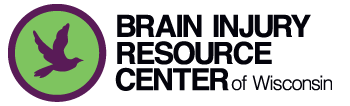 BRAIN INJURY
RESOURCE
CENTER of Wisconsin